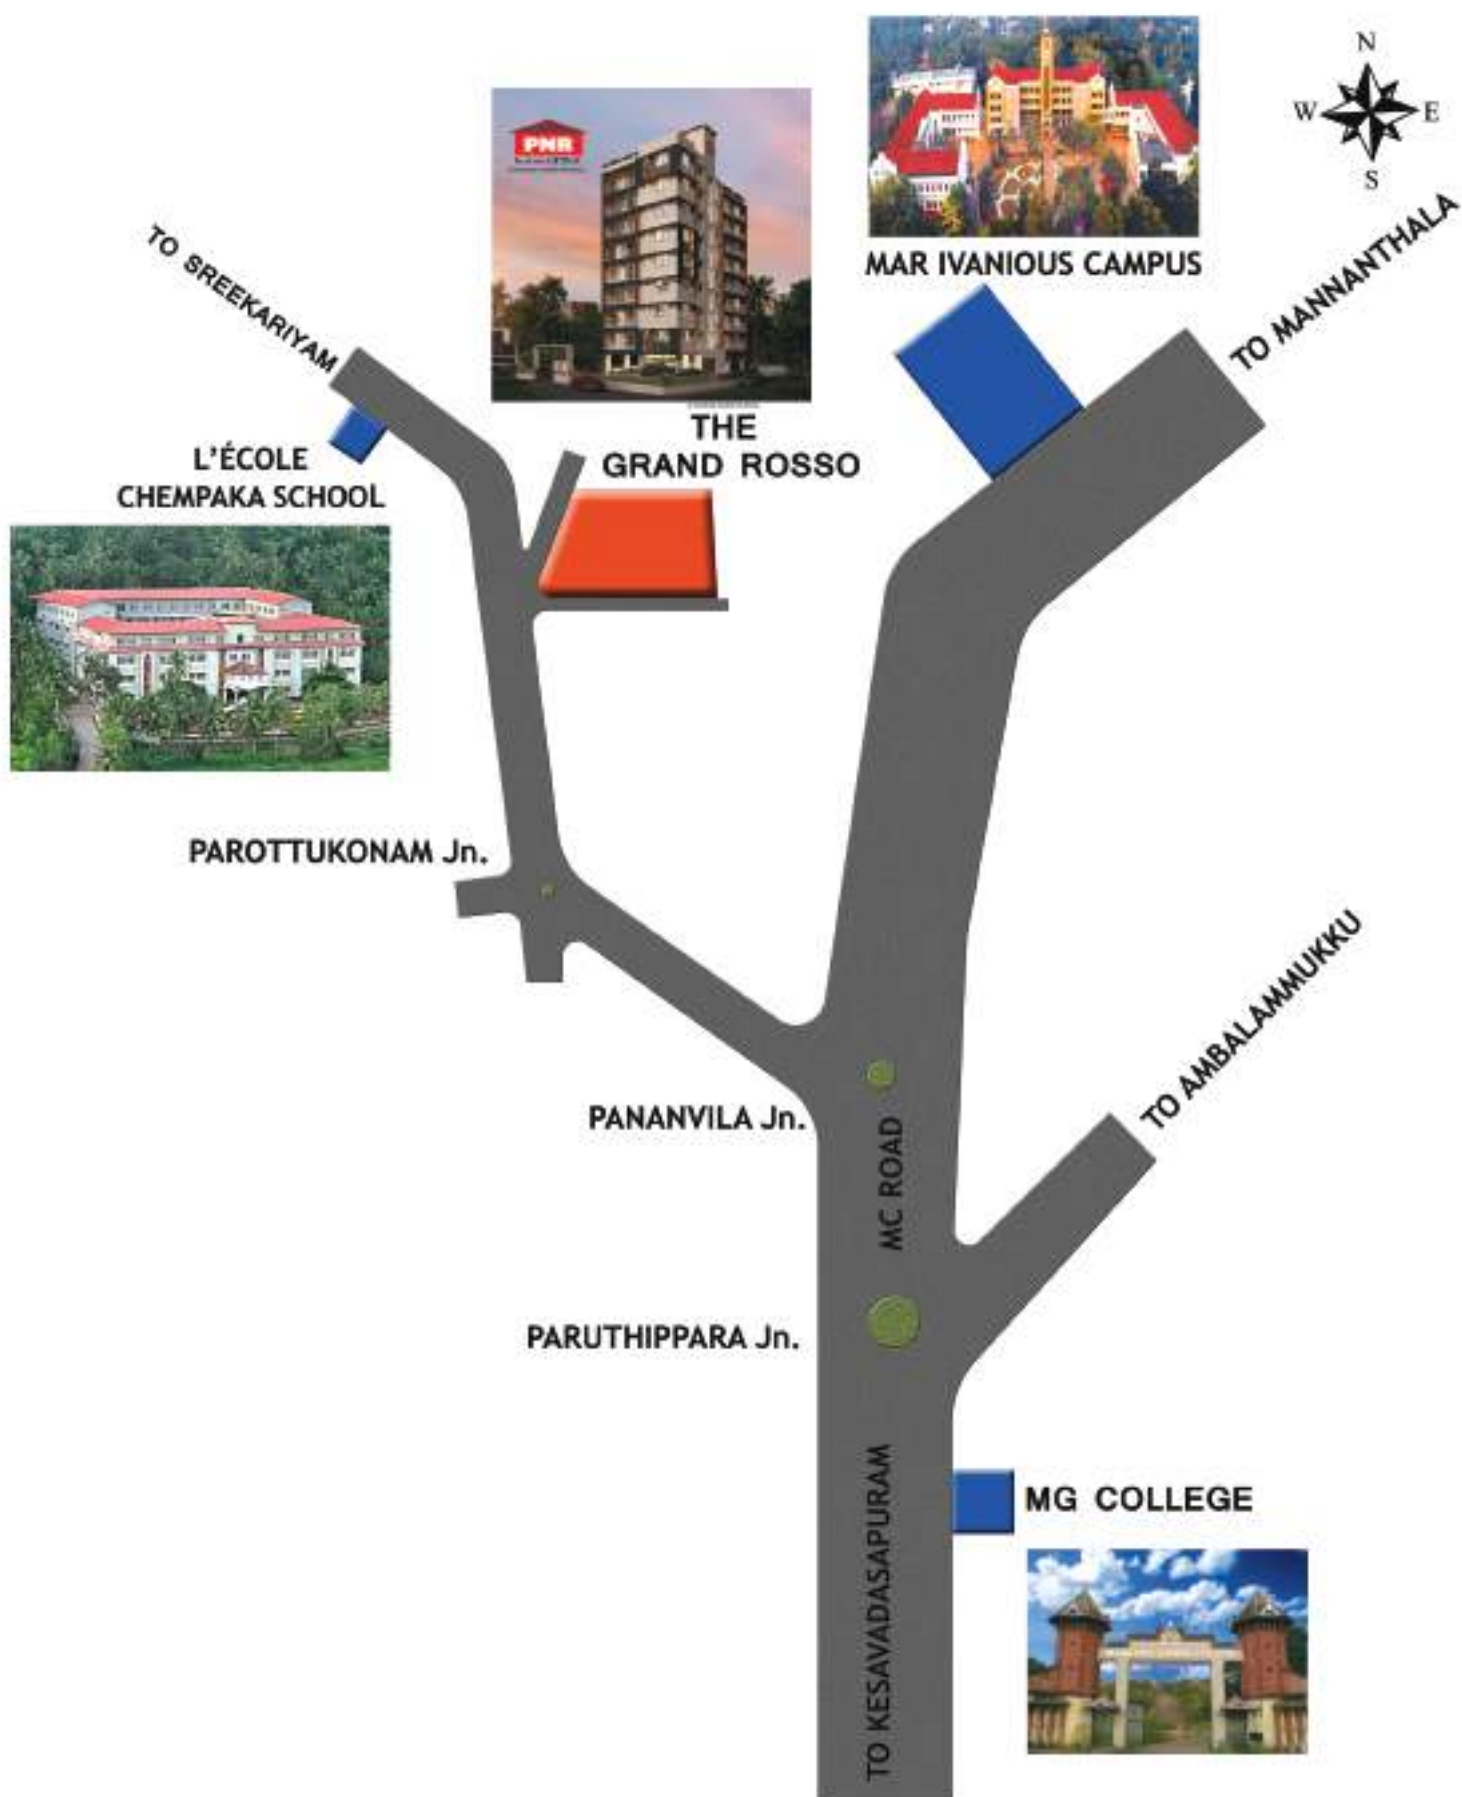 N
W E
S
PNR
MAR IVANIOUS CAMPUS
TO MANNANTHALA
TO SREEKARIYAM
THE
GRAND ROSSO
L'ÉCOLE
CHEMPAKA SCHOOL
PAROTTUKONAM Jn.
TO AMBALAMMUKKU
PANANVILA Jn.
MC ROAD
PARUTHIPPARA Jn.
TO KESAVADASAPURAM
MG COLLEGE